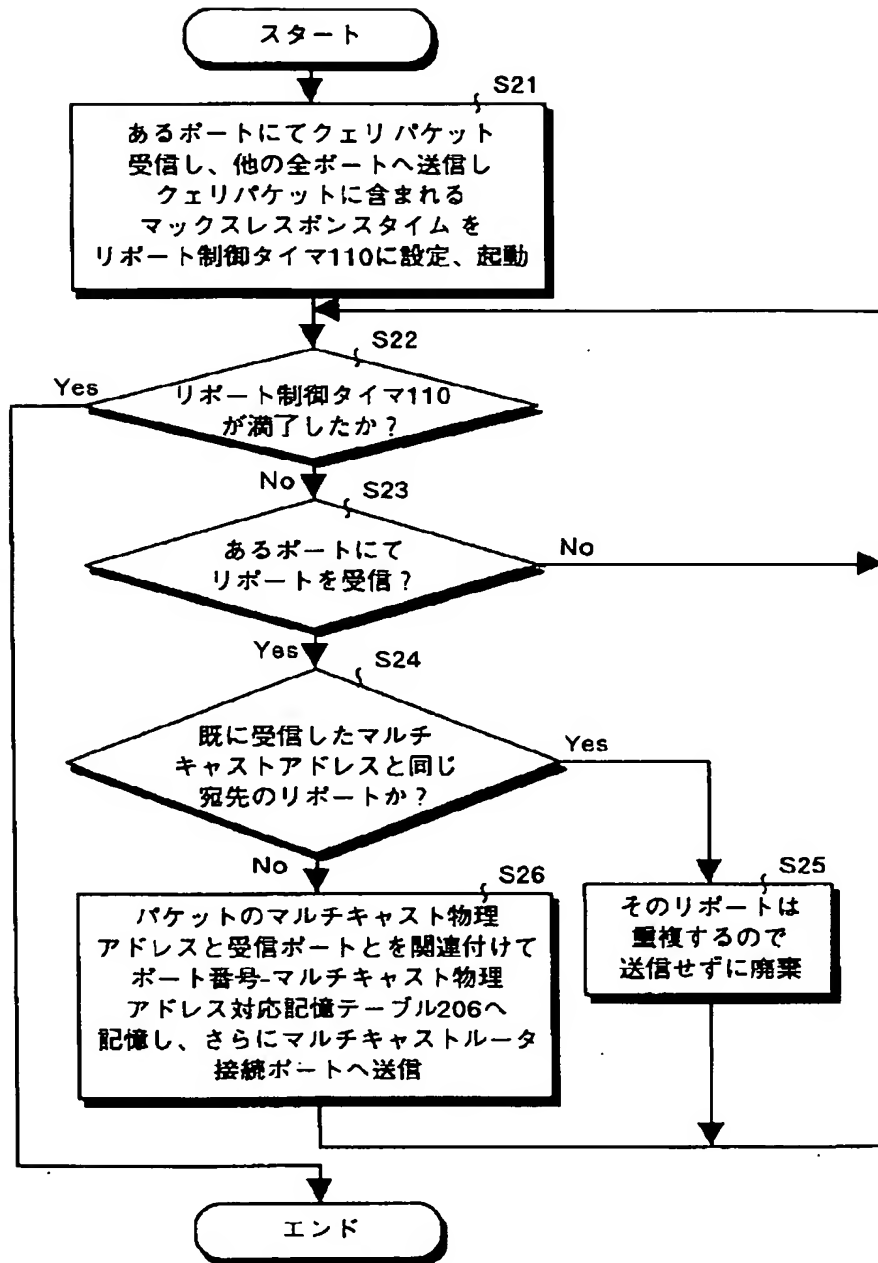 スタート
S21
あるポートにてクェリパケット
受信し、他の全ポートへ送信し
クェリパケットに含まれる
マックスレスポンスタイムを
リポート制御タイマ110に設定、起動
S22
Yes
リポート制御タイマ110
が満了したか？
No
S23
あるポートにて
リポートを受信？
No
Yes
S24
既に受信したマルチ
キャストアドレスと同じ
宛先のリポートか？
Yes
No
S26
パケットのマルチキャスト物理
アドレスと受信ポートとを関連付けて
ポート番号-マルチキャスト物理
アドレス対応記憶テーブル206へ
記憶し、さらにマルチキャストルータ
接続ポートへ送信
S25
そのリポートは
重複するので
送信せずに廃棄
エンド